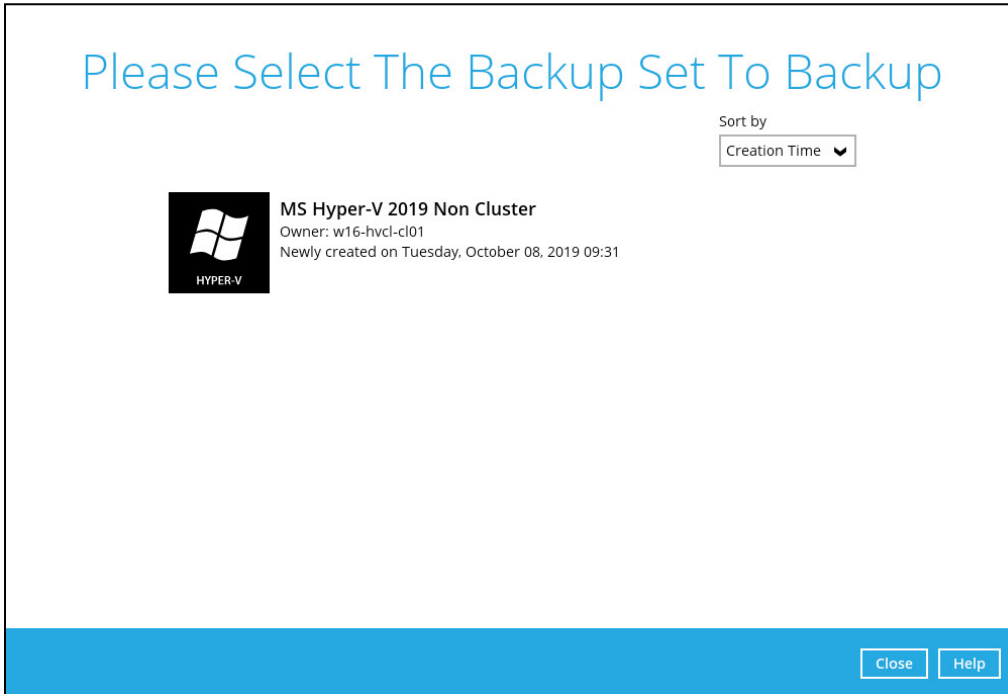 Please Select The Backup Set To Backup
Sort by
Creation Time
MS Hyper-V 2019 Non Cluster
Owner: w16-hvcl-cl01
Newly created on Tuesday, October 08, 2019 09:31
HYPER-V
Close
Help